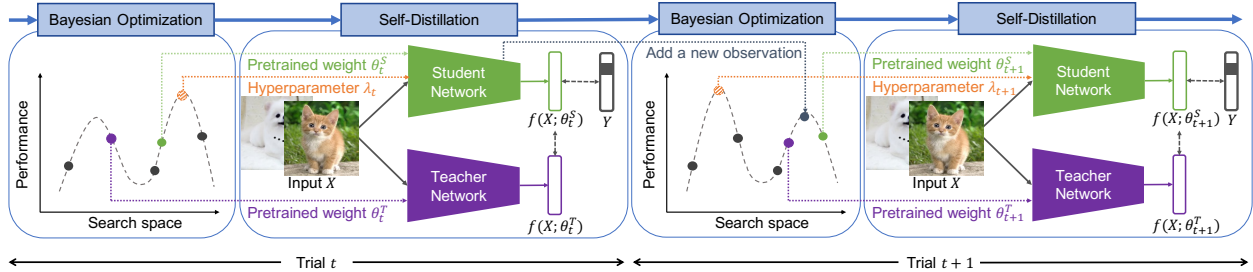 Bayesian Optimization
Self-Distillation
Bayesian Optimization
Self-Distillation
Performance
Search space
Pretrained weight θ_t^S
Hyperparameter λ_t
...
Input X
Pretrained weight θ_t^T
Student
Network
Teacher
Network
f(X; θ_t^S)
Y
f(X; θ_t^T)
Add a new observation
Performance
Search space
Pretrained weight θ_{t+1}^S
Hyperparameter λ_{t+1}
...
Input X
Pretrained weight θ_{t+1}^T
Student
Network
Teacher
Network
f(X; θ_{t+1}^S)
Y
f(X; θ_{t+1}^T)
Trial t
Trial t + 1